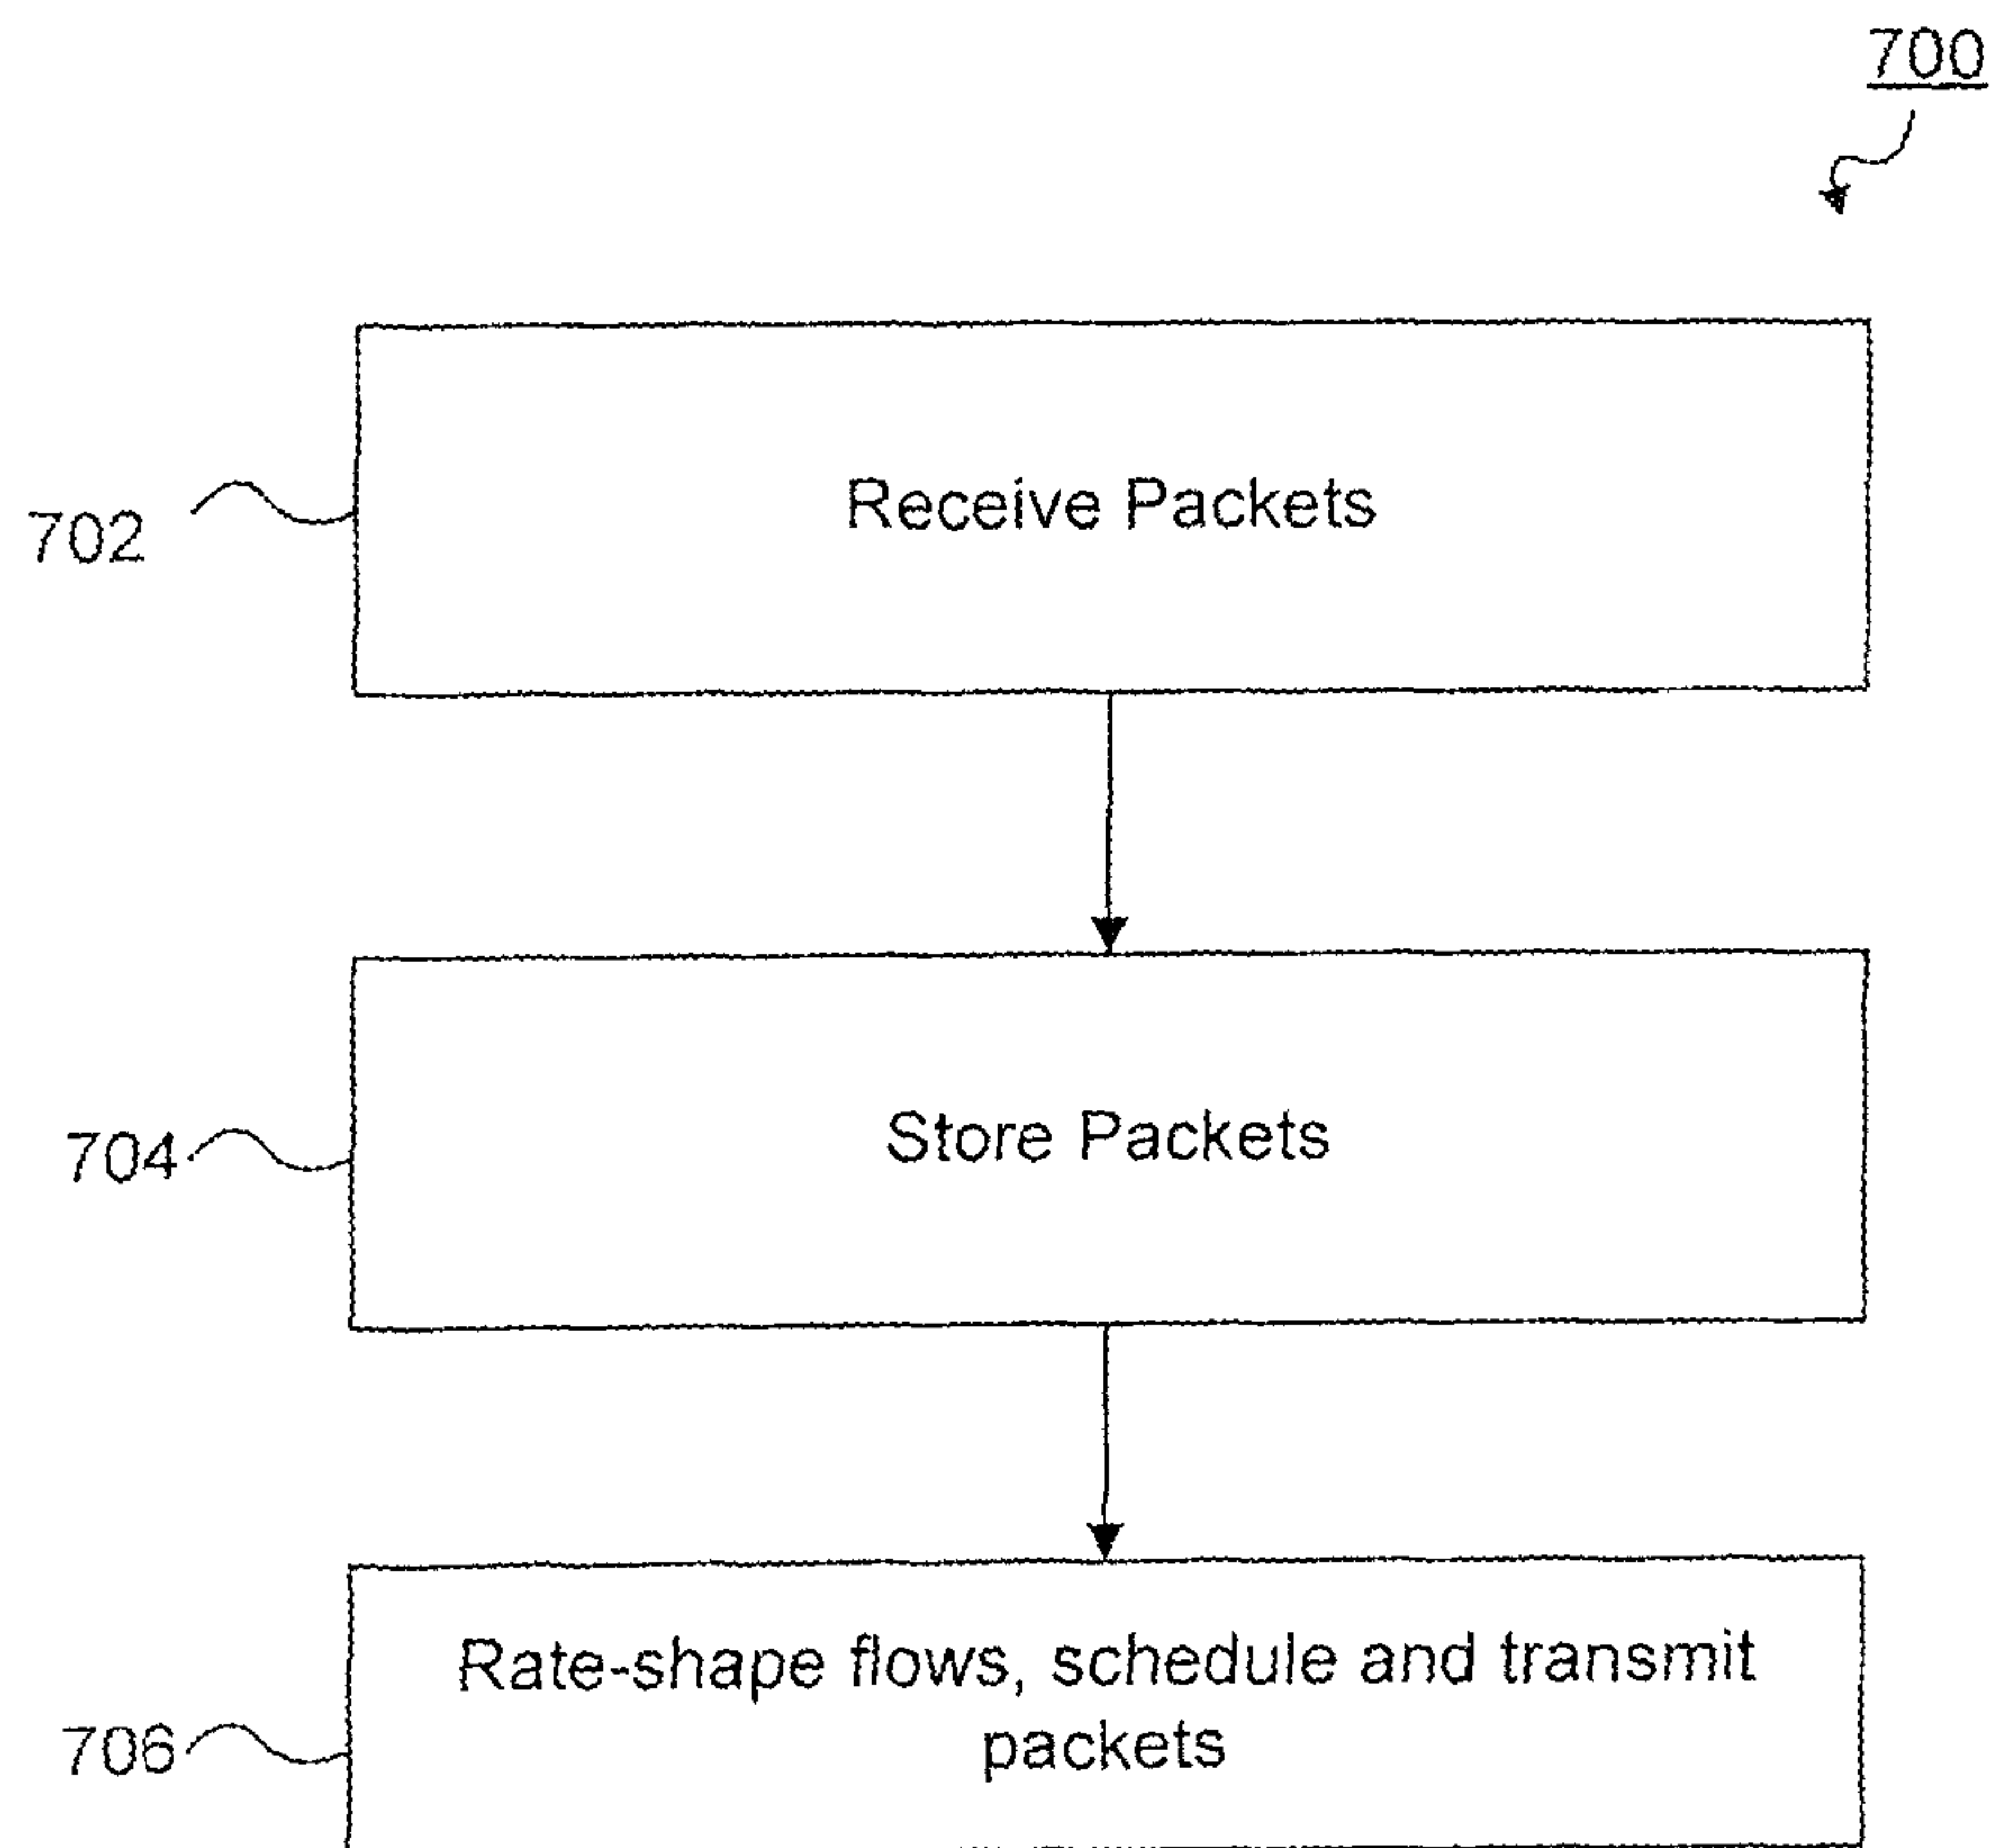 700
Receive Packets
702
Store Packets
704
Rate-shape flows, schedule and transmit
packets
706